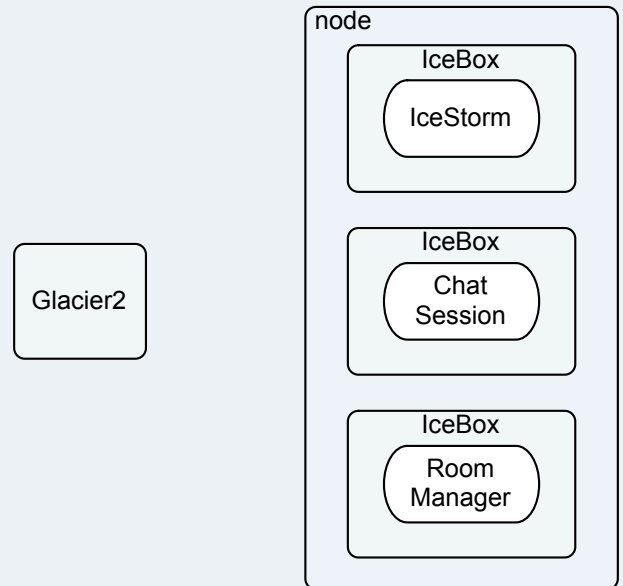 node
IceBox
IceStorm
IceBox
Chat
Session
Glacier2
IceBox
Room
Manager